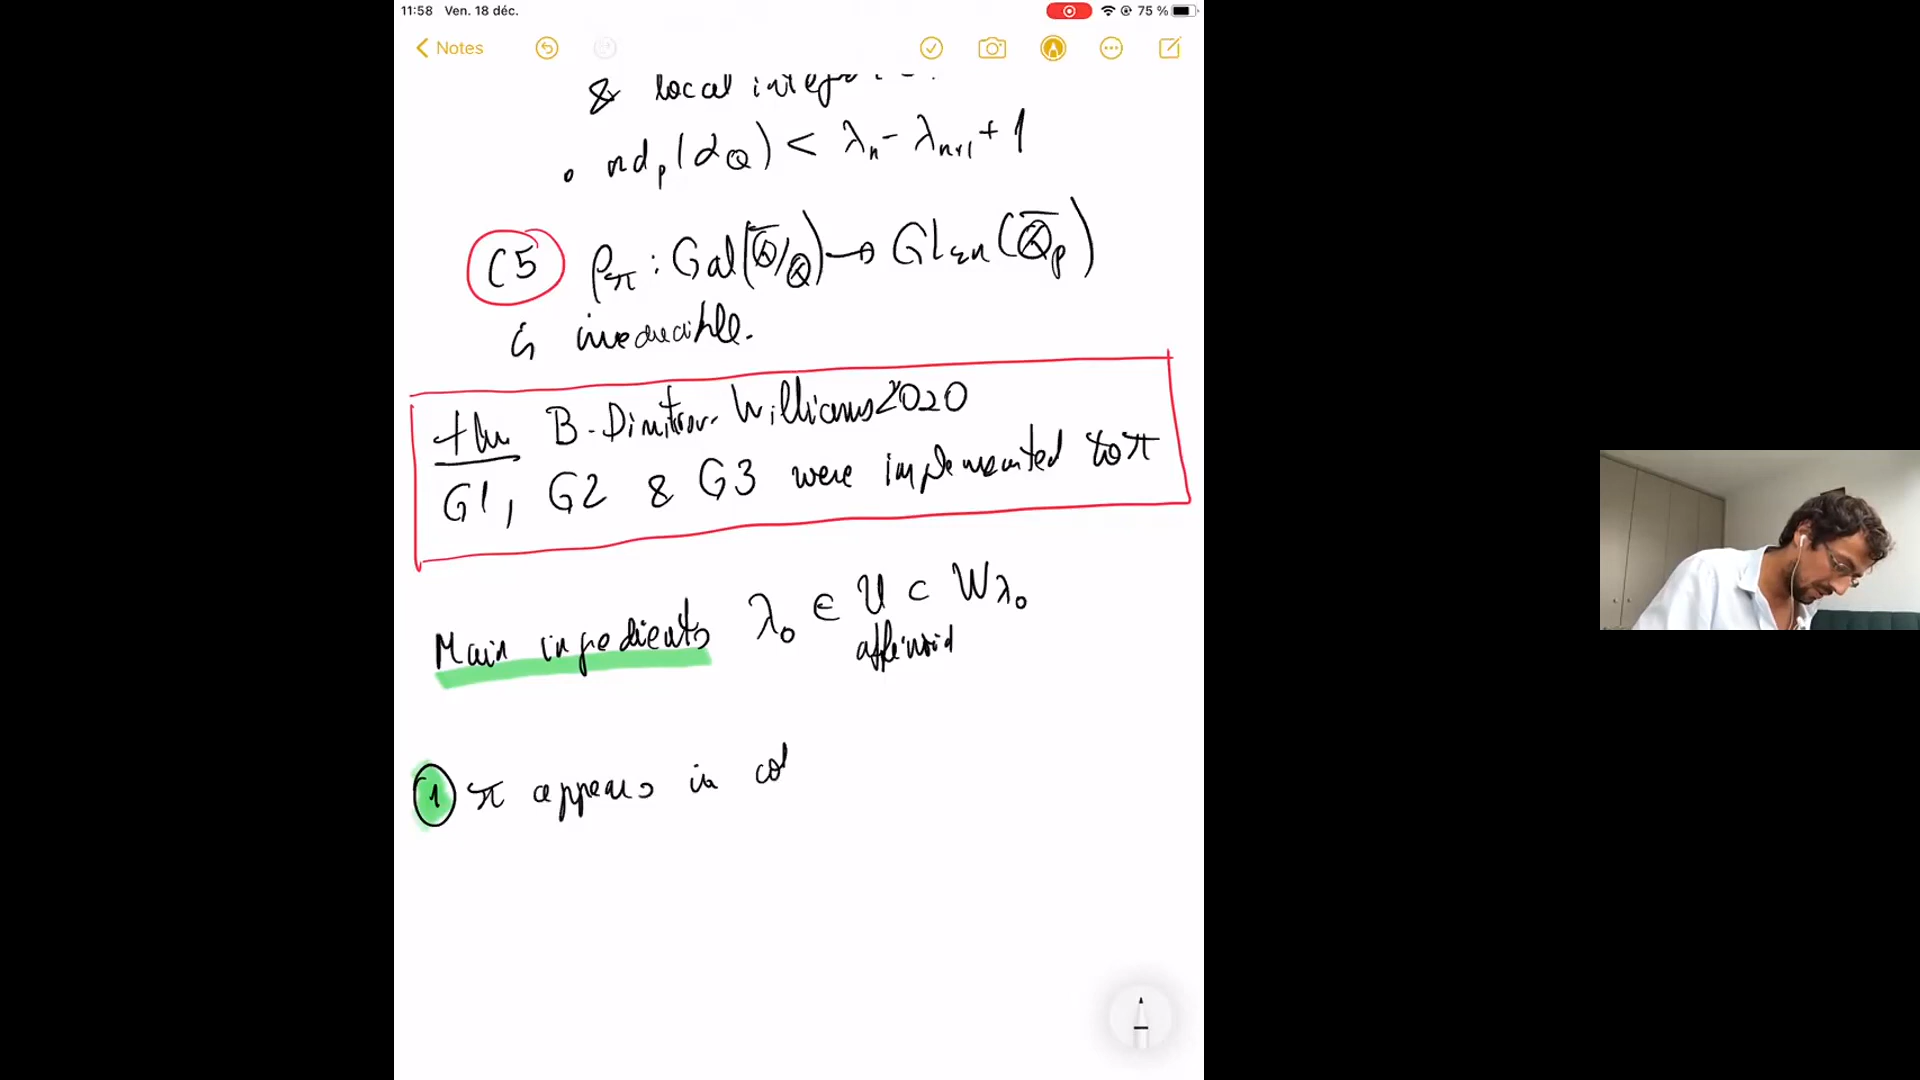 11:58 Ven. 18 déc. 75 %
Notes
& local
• nd_p(α_Q) < λ_n - λ_{n+1} + 1
C5 ρ_π : Gal(Q̄/Q) → GL_{2n}(Q̄_p)
is irreducible.
thm B-Dimitrov-Williams 2020
G1, G2 & G3 were implemented to π
Main ingredients λ_0 ∈ U ⊂ W_{λ_0}
affinoid
1 π appears in col